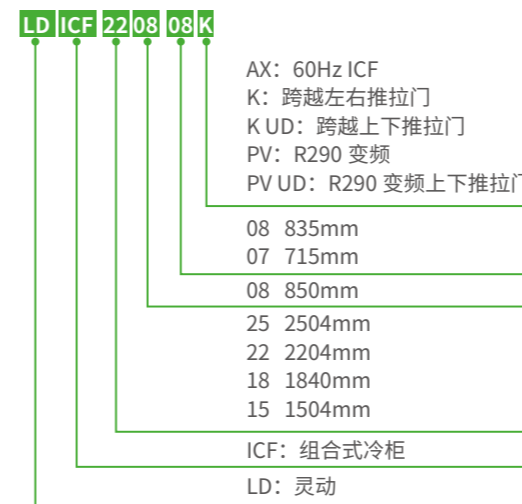 LD ICF 22 08 08 K
AX：60Hz ICF
K：跨越左右推拉门
K UD：跨越上下推拉门
PV：R290 变频
PV UD：R290 变频上下推拉门
08 835mm
07 715mm
08 850mm
25 2504mm
22 2204mm
18 1840mm
15 1504mm
ICF：组合式冷柜
LD：灵动